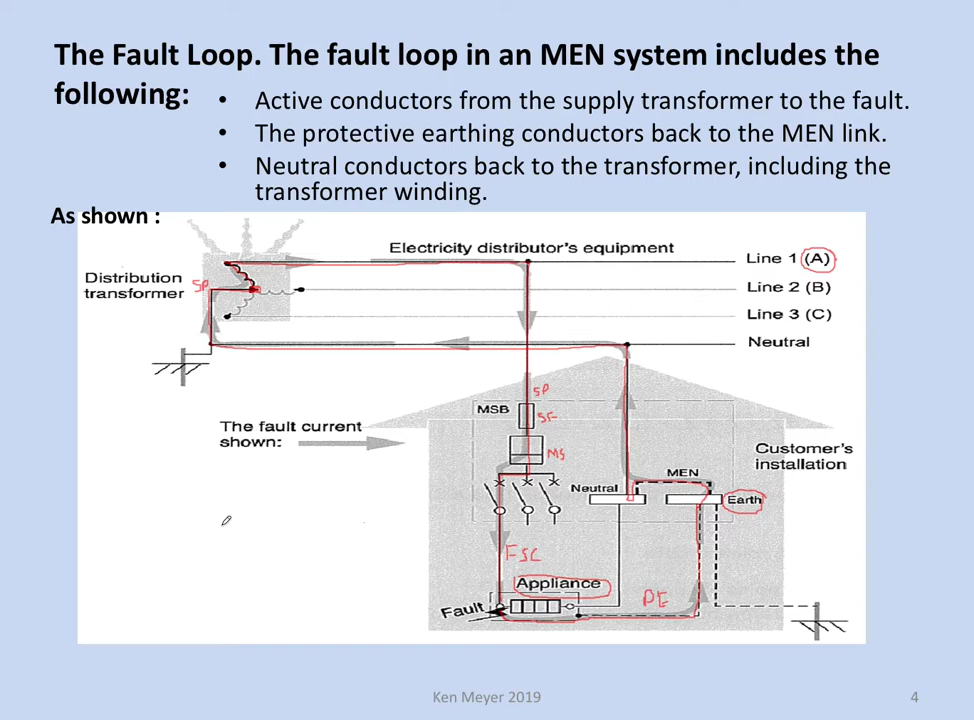 The Fault Loop. The fault loop in an MEN system includes the
following:
• Active conductors from the supply transformer to the fault.
• The protective earthing conductors back to the MEN link.
• Neutral conductors back to the transformer, including the
transformer winding.
As shown :
Electricity distributor's equipment
Line 1 (A)
Distribution
transformer
SP
Line 2 (B)
Line 3 (C)
Neutral
SP
MSB
SF
The fault current
shown:
MS
Customer's
installation
MEN
Neutral
Earth
FSC
Appliance
PE
Fault
Ken Meyer 2019
4